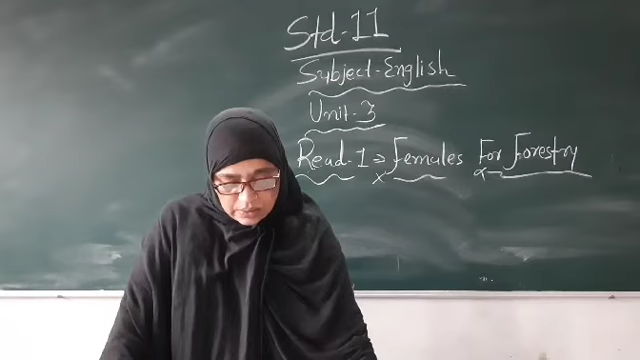 Std-11
Subject-English
Unit-3
Read-1 ⇒ Females For Forestry